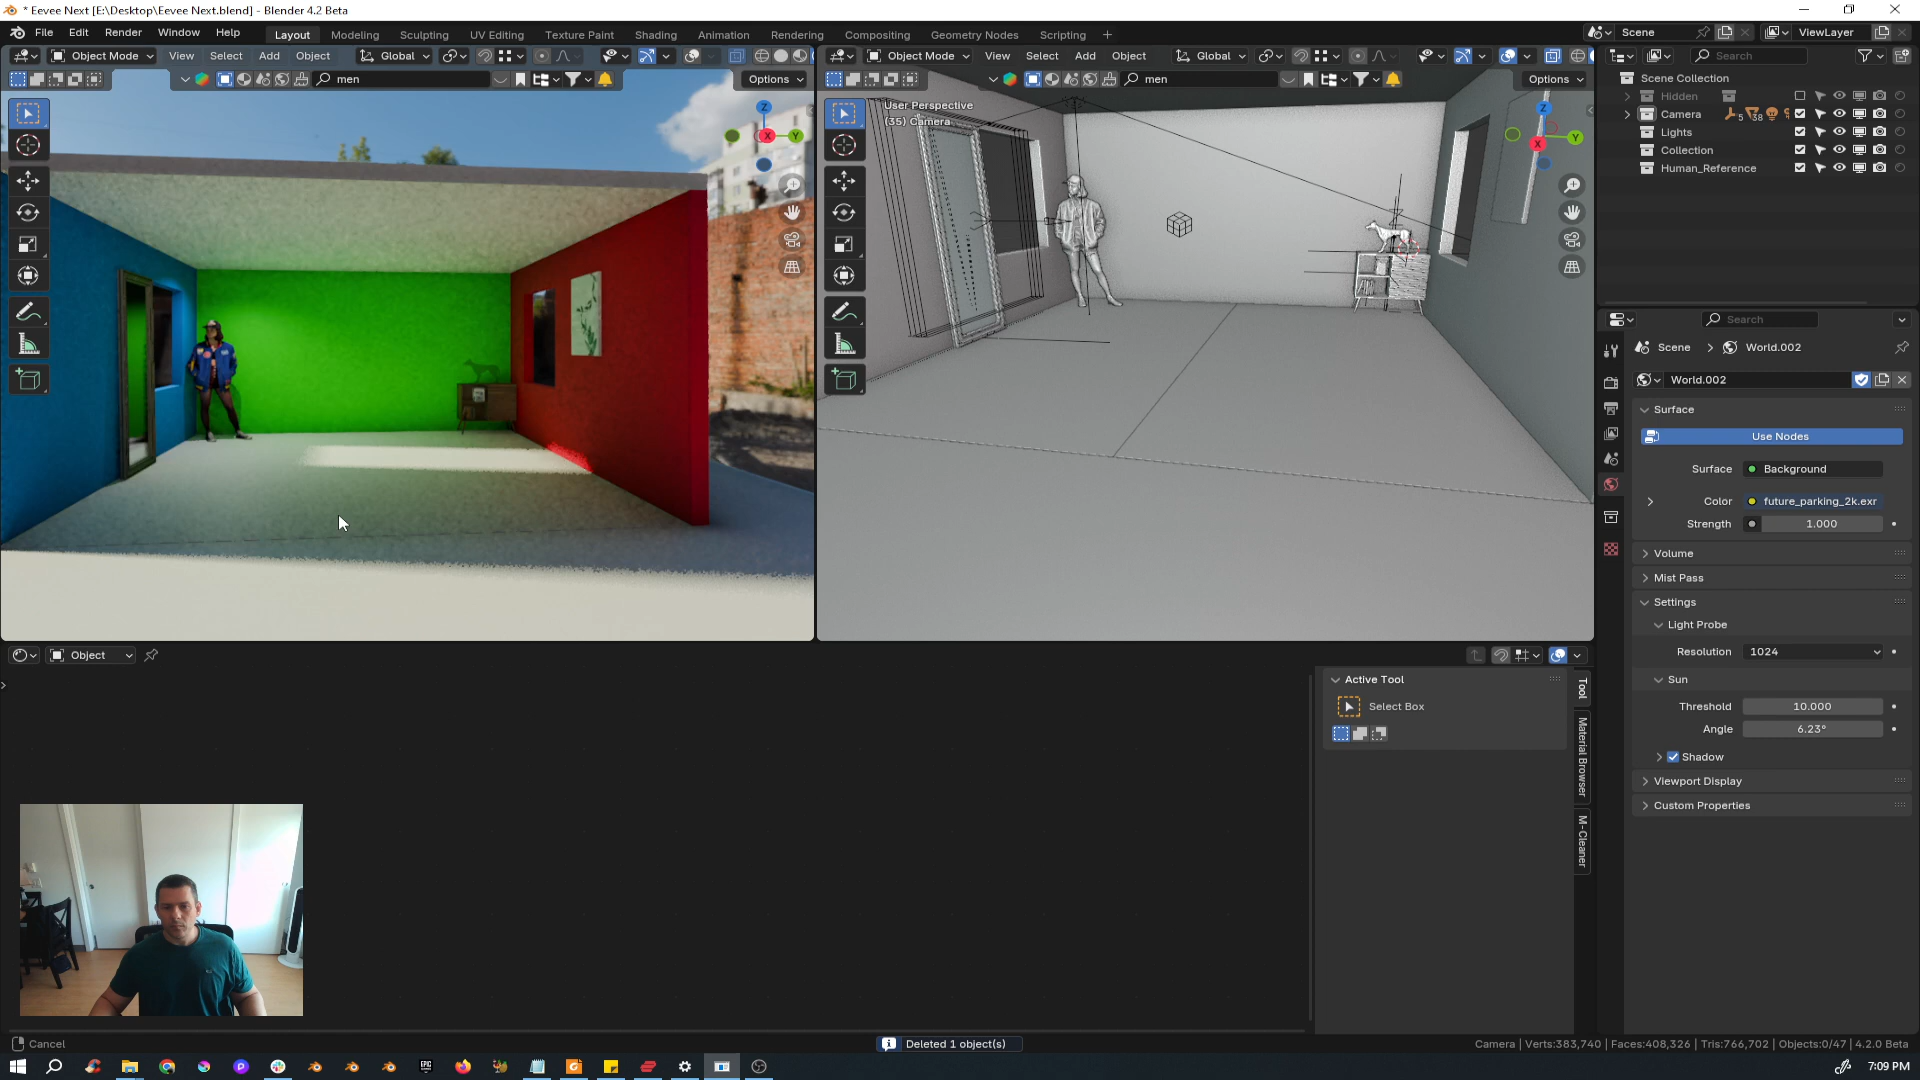 * Eevee Next [E:\Desktop\Eevee Next.blend] - Blender 4.2 Beta
File Edit Render Window Help
Layout Modeling Sculpting UV Editing Texture Paint Shading Animation Rendering Compositing Geometry Nodes Scripting +
Scene ViewLayer
Object Mode View Select Add Object Global
Object Mode View Select Add Object Global
Search
men Options
men Options
Scene Collection
Hidden
Camera 5 38
Lights
Collection
Human_Reference
User Perspective
(35) Camera
Z
X
Y
Z
X
Y
Search
Scene > World.002
World.002
Surface
Use Nodes
Surface Background
Color future_parking_2k.exr
Strength 1.000
Volume
Mist Pass
Settings
Light Probe
Resolution 1024
Sun
Threshold 10.000
Angle 6.23°
Shadow
Viewport Display
Custom Properties
Object
Active Tool
Select Box
Tool
Material Browser
M-Cleaner
Cancel
Deleted 1 object(s)
Camera | Verts:383,740 | Faces:408,326 | Tris:766,702 | Objects:0/47 | 4.2.0 Beta
EPIC
7:09 PM